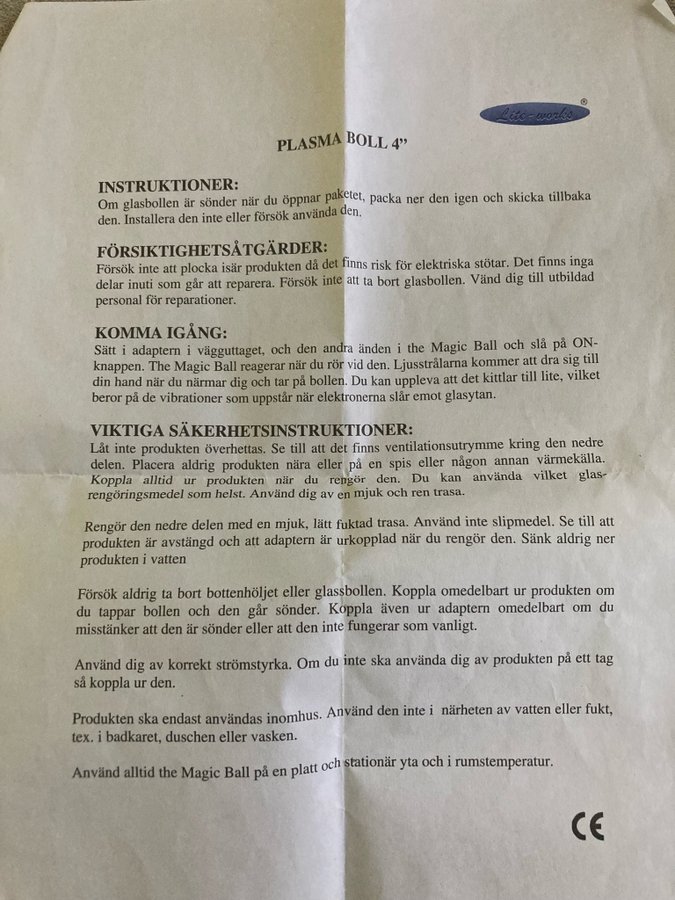 Lite-works ®
PLASMA BOLL 4”
INSTRUKTIONER:
Om glasbollen är sönder när du öppnar paketet, packa ner den igen och skicka tillbaka
den. Installera den inte eller försök använda den.
FÖRSIKTIGHETSÅTGÄRDER:
Försök inte att plocka isär produkten då det finns risk för elektriska stötar. Det finns inga
delar inuti som går att reparera. Försök inte att ta bort glasbollen. Vänd dig till utbildad
personal för reparationer.
KOMMA IGÅNG:
Sätt i adaptern i vägguttaget, och den andra änden i the Magic Ball och slå på ON-
knappen. The Magic Ball reagerar när du rör vid den. Ljusstrålarna kommer att dra sig till
din hand när du närmar dig och tar på bollen. Du kan uppleva att det kittlar till lite, vilket
beror på de vibrationer som uppstår när elektronerna slår emot glasytan.
VIKTIGA SÄKERHETSINSTRUKTIONER:
Låt inte produkten överhettas. Se till att det finns ventilationsutrymme kring den nedre
delen. Placera aldrig produkten nära eller på en spis eller någon annan värmekälla.
Koppla alltid ur produkten när du rengör den. Du kan använda vilket glas-
rengöringsmedel som helst. Använd dig av en mjuk och ren trasa.
Rengör den nedre delen med en mjuk, lätt fuktad trasa. Använd inte slipmedel. Se till att
produkten är avstängd och att adaptern är urkopplad när du rengör den. Sänk aldrig ner
produkten i vatten
Försök aldrig ta bort bottenhöljet eller glassbollen. Koppla omedelbart ur produkten om
du tappar bollen och den går sönder. Koppla även ur adaptern omedelbart om du
misstänker att den är sönder eller att den inte fungerar som vanligt.
Använd dig av korrekt strömstyrka. Om du inte ska använda dig av produkten på ett tag
så koppla ur den.
Produkten ska endast användas inomhus. Använd den inte i närheten av vatten eller fukt,
tex. i badkaret, duschen eller vasken.
Använd alltid the Magic Ball på en platt och stationär yta och i rumstemperatur.
CE